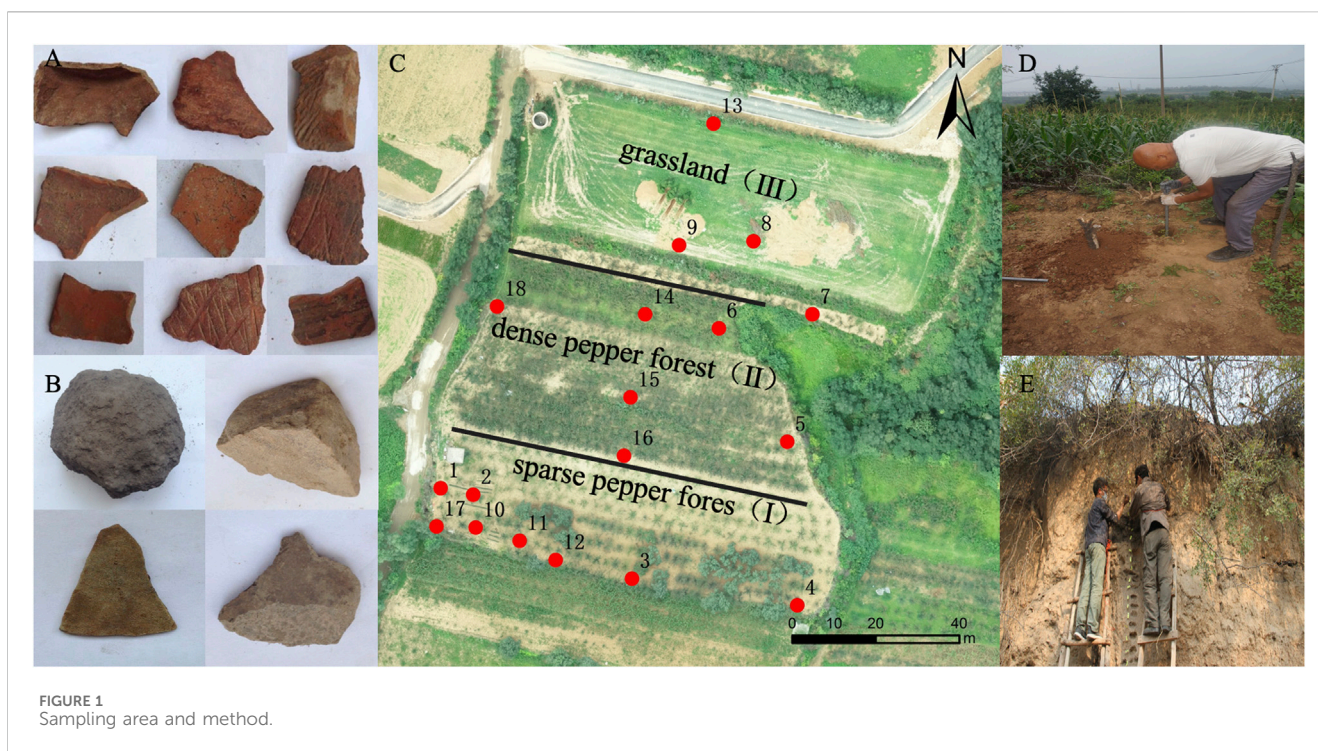 A
B
C
N
D
E
13
grassland（III）
9
8
18
14
6
7
dense pepper forest（II）
15
5
16
sparse pepper fores（I）
1
2
17
10
11
12
3
4
0 10 20 40
m
FIGURE 1
Sampling area and method.